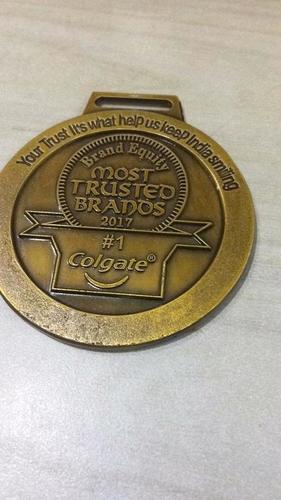 Your Trust It's what help us keep India smiling
Brand Equity
MOST
TRUSTED
BRANDS
2017
#1
Colgate®